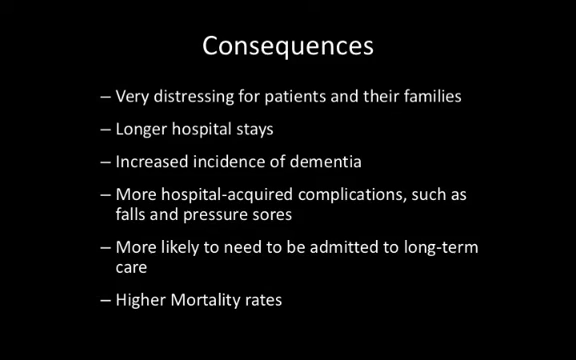 Consequences
– Very distressing for patients and their families
– Longer hospital stays
– Increased incidence of dementia
– More hospital-acquired complications, such as
falls and pressure sores
– More likely to need to be admitted to long-term
care
– Higher Mortality rates